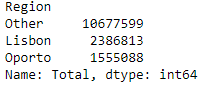 Region
Other     10677599
Lisbon     2386813
Oporto     1555088
Name: Total, dtype: int64